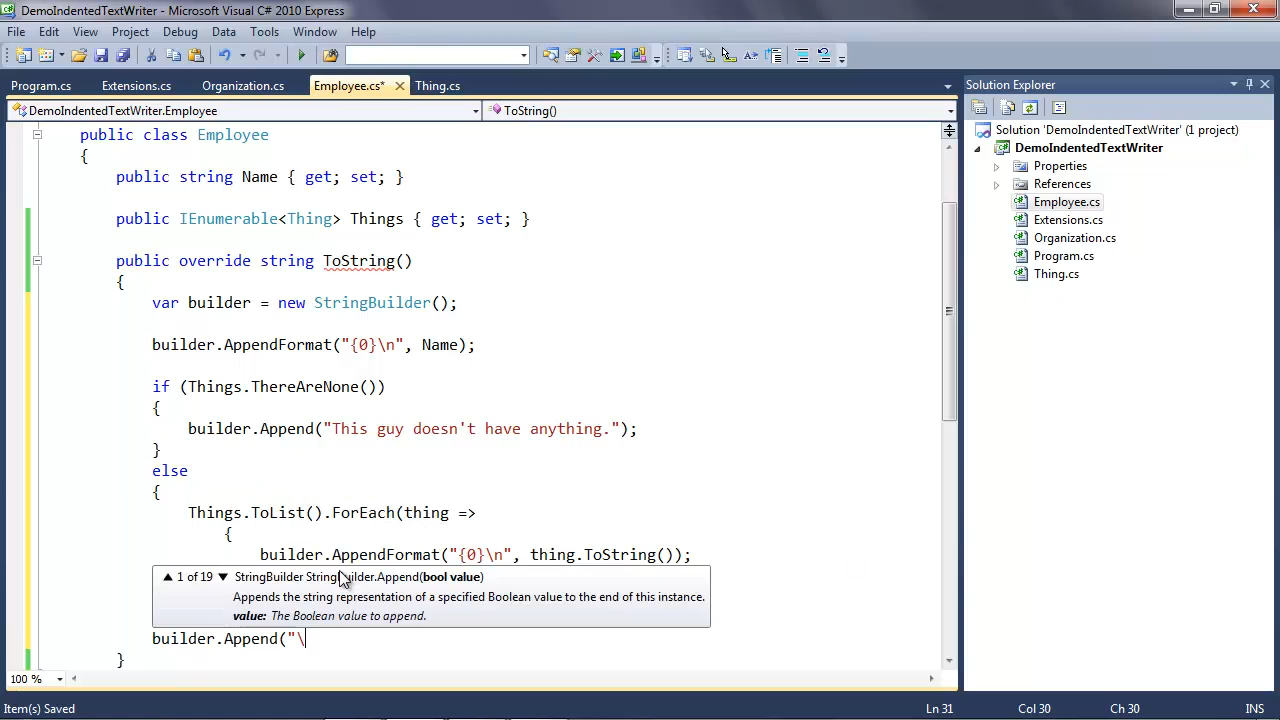 DemoIndentedTextWriter - Microsoft Visual C# 2010 Express
File Edit View Project Debug Data Tools Window Help
Program.cs Extensions.cs Organization.cs Employee.cs* Thing.cs
DemoIndentedTextWriter.Employee ToString()
public class Employee
{
public string Name { get; set; }
public IEnumerable<Thing> Things { get; set; }
public override string ToString()
{
var builder = new StringBuilder();
builder.AppendFormat("{0}\n", Name);
if (Things.ThereAreNone())
{
builder.Append("This guy doesn't have anything.");
}
else
{
Things.ToList().ForEach(thing =>
{
builder.AppendFormat("{0}\n", thing.ToString());
1 of 19 StringBuilder StringBuilder.Append(bool value)
Appends the string representation of a specified Boolean value to the end of this instance.
value: The Boolean value to append.
builder.Append("\
}
100 %
Solution Explorer
Solution 'DemoIndentedTextWriter' (1 project)
DemoIndentedTextWriter
Properties
References
Employee.cs
Extensions.cs
Organization.cs
Program.cs
Thing.cs
Item(s) Saved Ln 31 Col 30 Ch 30 INS